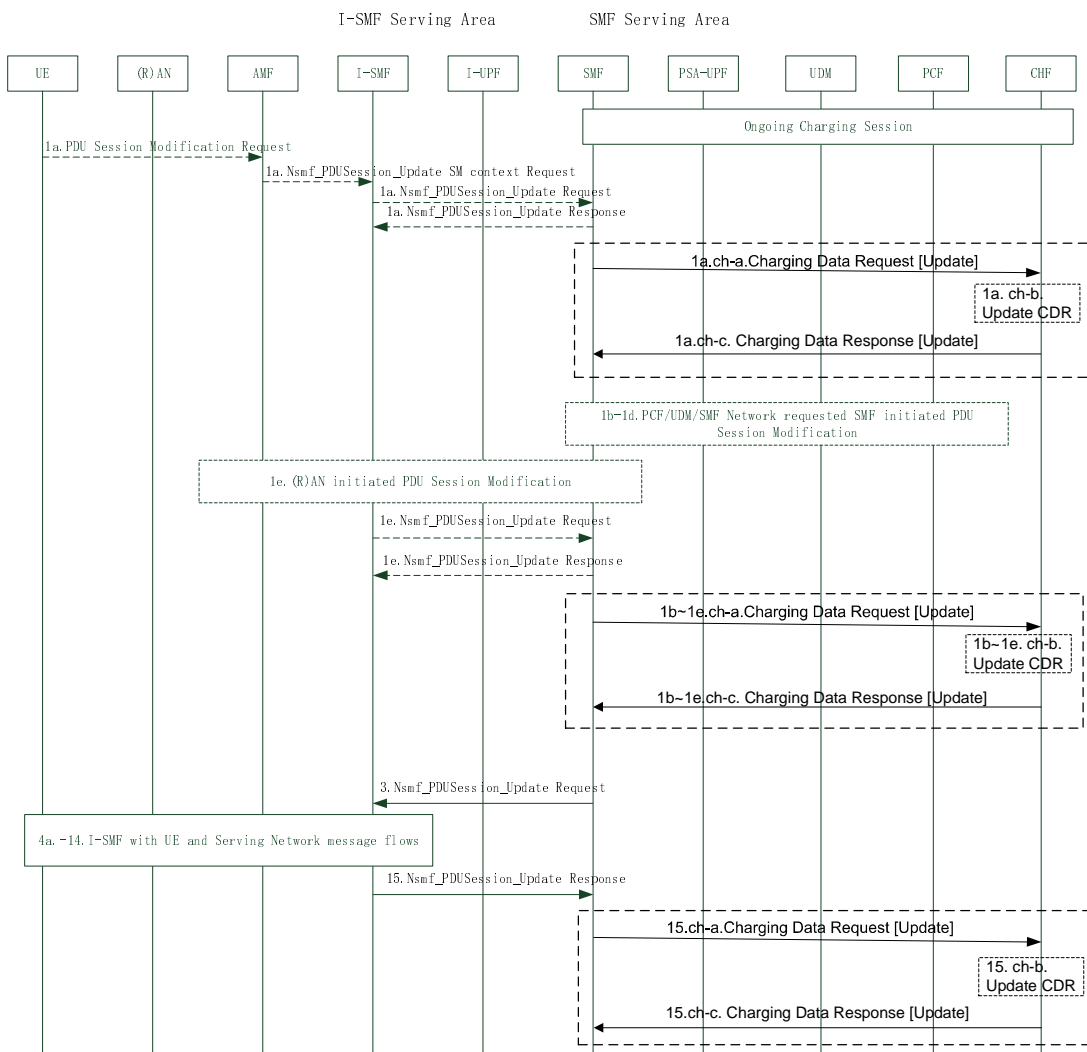 I-SMF Serving Area
SMF Serving Area
UE
(R)AN
AMF
I-SMF
I-UPF
SMF
PSA-UPF
UDM
PCF
CHF
Ongoing Charging Session
1a.PDU Session Modification Request
1a.Nsmf_PDUSession_Update SM context Request
1a.Nsmf_PDUSession_Update Request
1a.Nsmf_PDUSession_Update Response
1a.ch-a.Charging Data Request [Update]
1a. ch-b.
Update CDR
1a.ch-c. Charging Data Response [Update]
1b-1d.PCF/UDM/SMF Network requested SMF initiated PDU
Session Modification
1e.(R)AN initiated PDU Session Modification
1e.Nsmf_PDUSession_Update Request
1e.Nsmf_PDUSession_Update Response
1b~1e.ch-a.Charging Data Request [Update]
1b~1e. ch-b.
Update CDR
1b~1e.ch-c. Charging Data Response [Update]
3.Nsmf_PDUSession_Update Request
4a.-14.I-SMF with UE and Serving Network message flows
15.Nsmf_PDUSession_Update Response
15.ch-a.Charging Data Request [Update]
15. ch-b.
Update CDR
15.ch-c. Charging Data Response [Update]